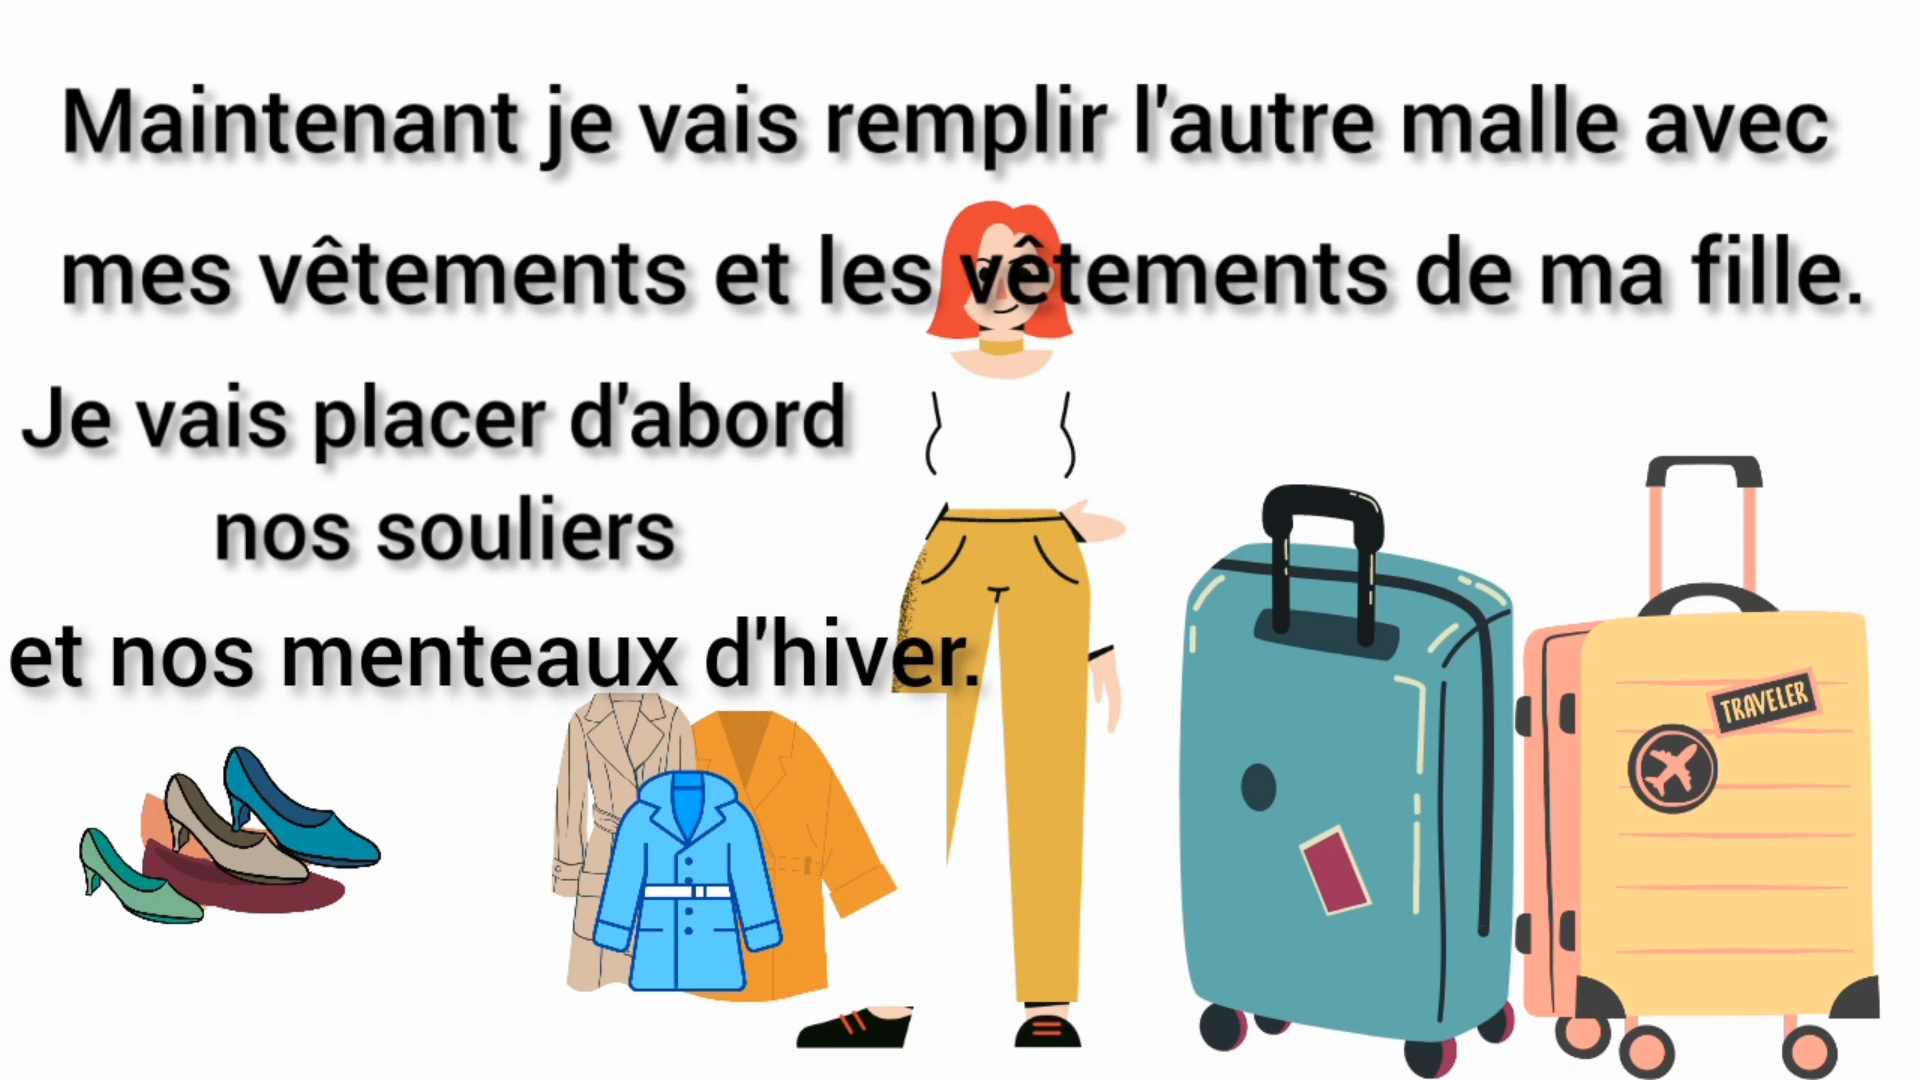 Maintenant je vais remplir l'autre malle avec
mes vêtements et les vêtements de ma fille.
Je vais placer d'abord
nos souliers
et nos menteaux d'hiver.
TRAVELER